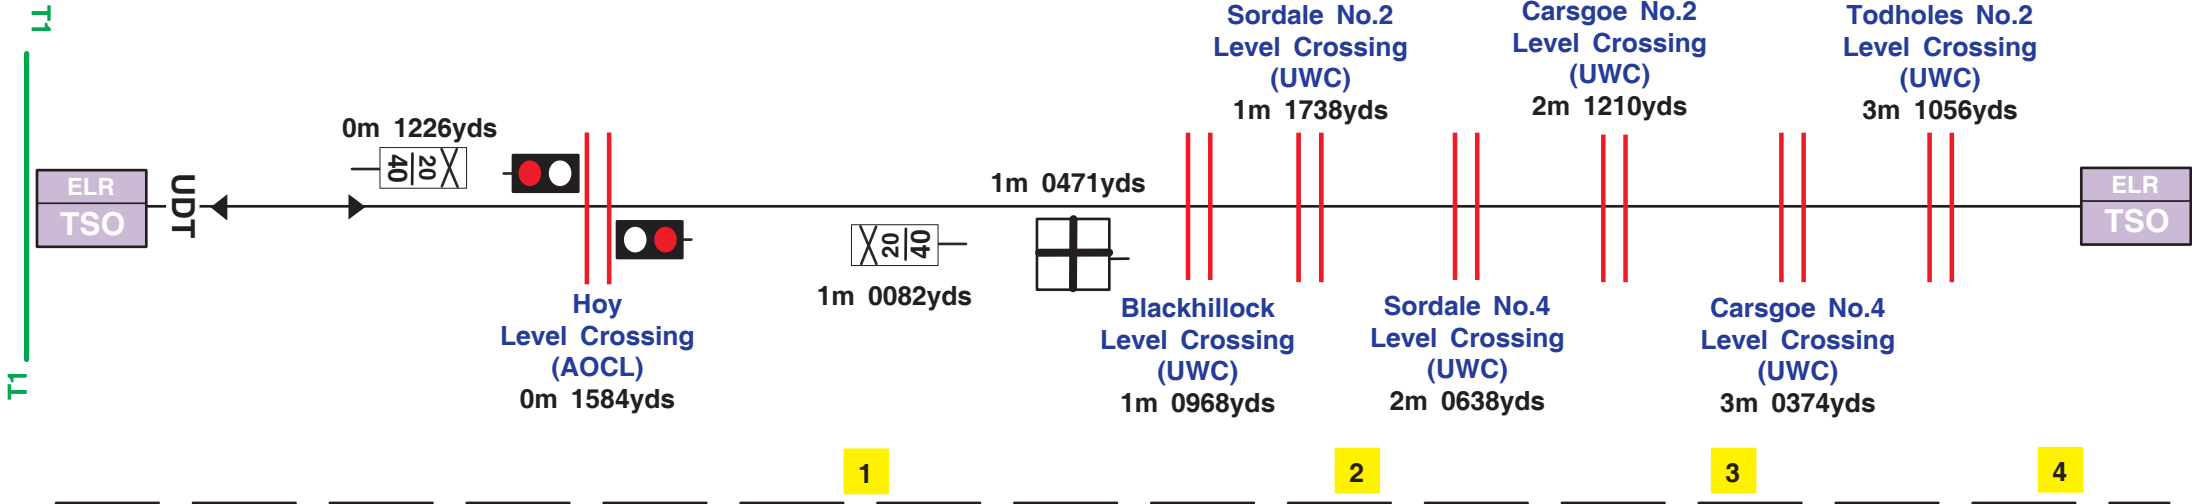 T1
Sordale No.2
Level Crossing
(UWC)
1m 1738yds
Carsgoe No.2
Level Crossing
(UWC)
2m 1210yds
Todholes No.2
Level Crossing
(UWC)
3m 1056yds
0m 1226yds
20
40
1m 0471yds
ELR
TSO
UDT
ELR
TSO
20
40
1m 0082yds
Hoy
Level Crossing
(AOCL)
0m 1584yds
Blackhillock
Level Crossing
(UWC)
1m 0968yds
Sordale No.4
Level Crossing
(UWC)
2m 0638yds
Carsgoe No.4
Level Crossing
(UWC)
3m 0374yds
T1
1
2
3
4